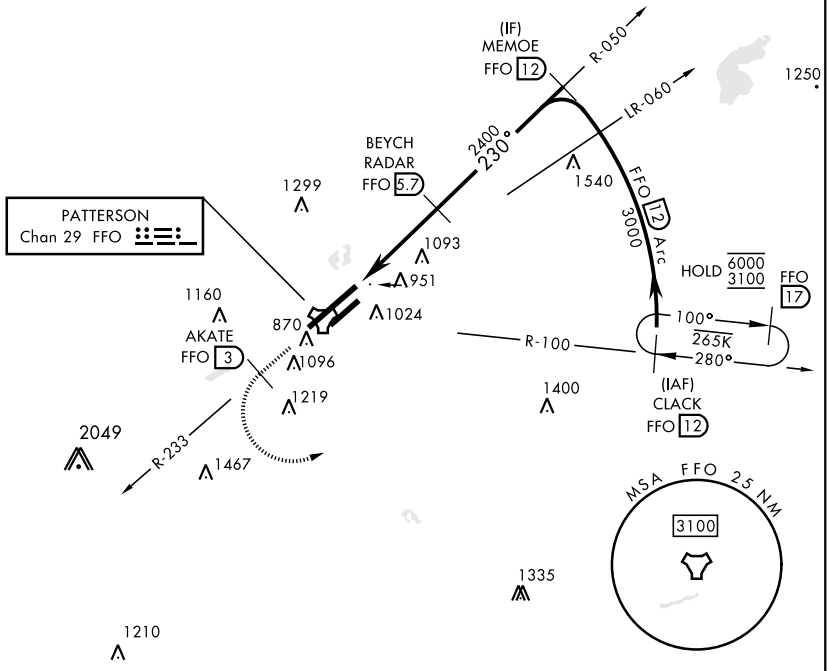 (IF)
MEMOE
FFO 12
R-050
1250
LR-060
BEYCH
RADAR
FFO 5.7
2400
230°
1540
FFO 12 Arc
3000
1299
PATTERSON
Chan 29 FFO
1093
951
1024
HOLD 6000
3100
FFO
17
1160
AKATE
FFO 3
870
1096
1219
R-100
100°
265K
280°
(IAF)
CLACK
FFO 12
1400
2049
R-233
1467
MSA FFO 25 NM
3100
1335
1210